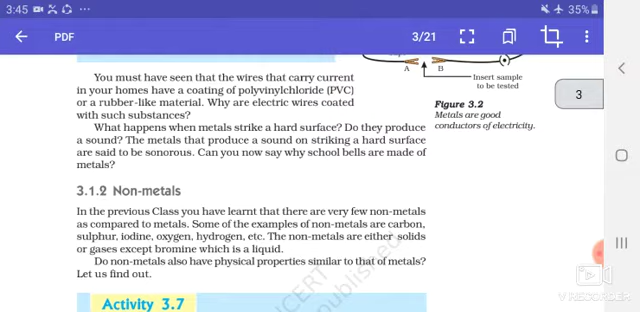 3:45
35%
PDF
3/21
A
B
Insert sample
to be tested
3
You must have seen that the wires that carry current
in your homes have a coating of polyvinylchloride (PVC)
or a rubber-like material. Why are electric wires coated
with such substances?
What happens when metals strike a hard surface? Do they produce
a sound? The metals that produce a sound on striking a hard surface
are said to be sonorous. Can you now say why school bells are made of
metals?
Figure 3.2
Metals are good
conductors of electricity.
3.1.2 Non-metals
In the previous Class you have learnt that there are very few non-metals
as compared to metals. Some of the examples of non-metals are carbon,
sulphur, iodine, oxygen, hydrogen, etc. The non-metals are either solids
or gases except bromine which is a liquid.
Do non-metals also have physical properties similar to that of metals?
Let us find out.
Activity 3.7
NCERT
published
V RECORDER